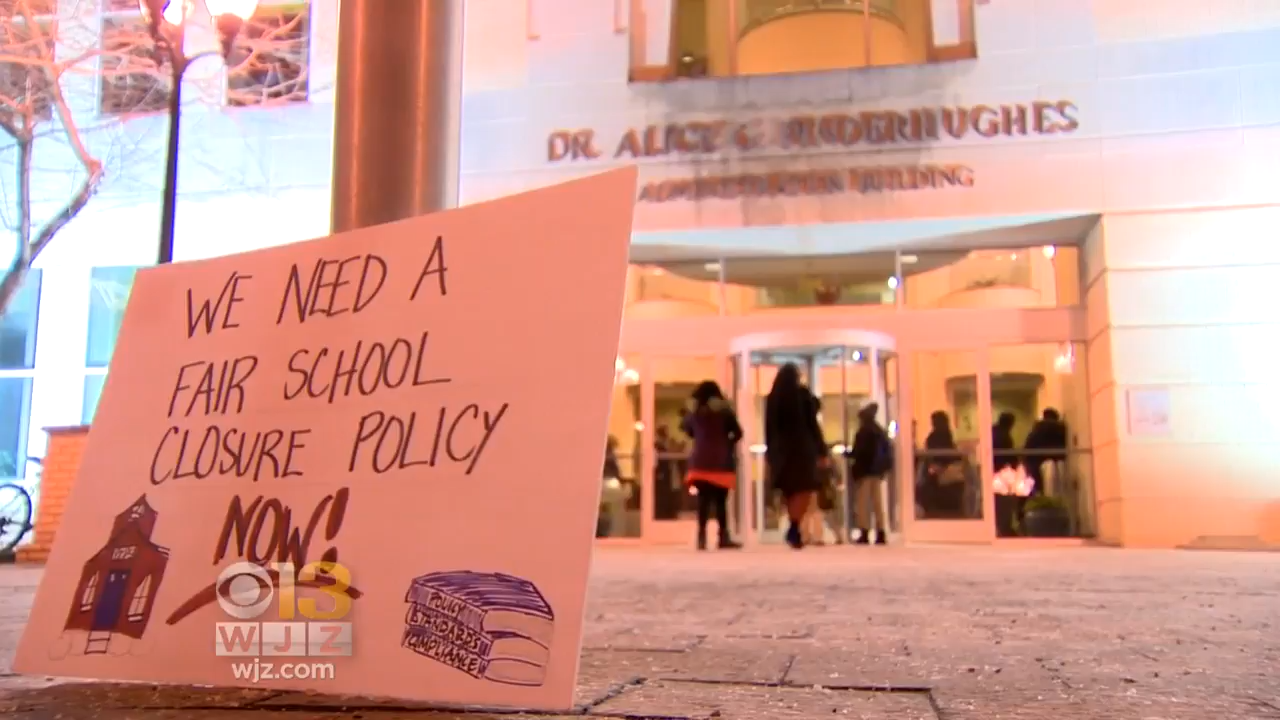 DR. ALICE G. PINDERHUGHES
ADMINISTRATION BUILDING
WE NEED A
FAIR SCHOOL
CLOSURE POLICY
NOW!
POLICY
STANDARDS
COMPLIANCE
13
WJZ
wjz.com